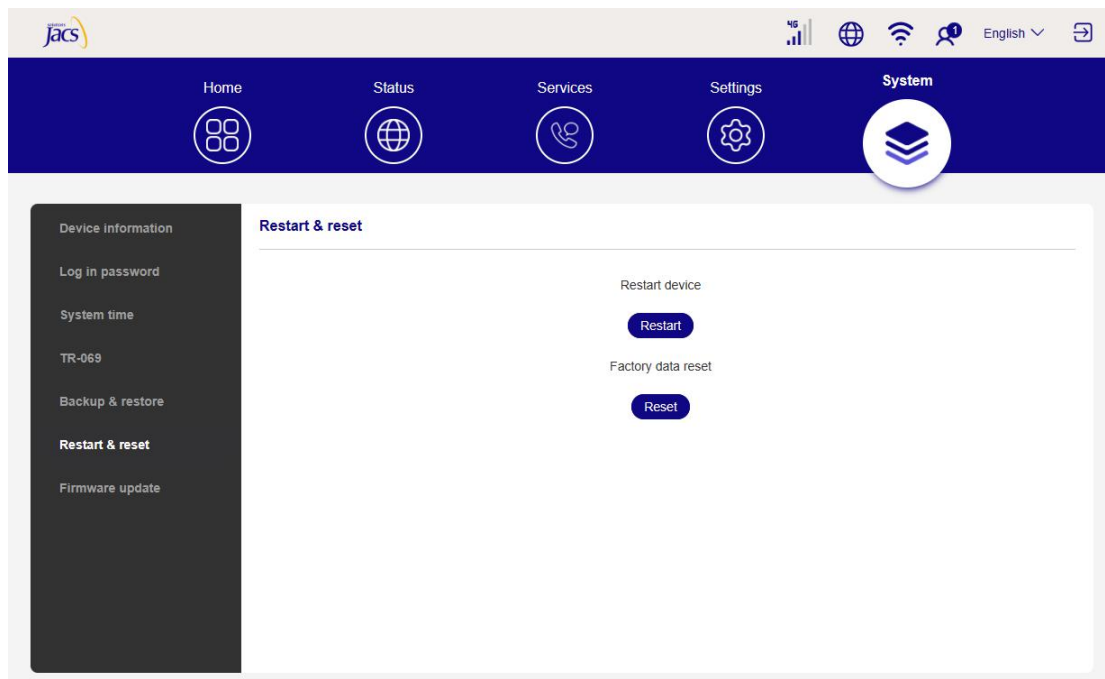 Jacs
4G
1
English
Home
Status
Services
Settings
System
Device information
Log in password
System time
TR-069
Backup & restore
Restart & reset
Firmware update
Restart & reset
Restart device
Restart
Factory data reset
Reset